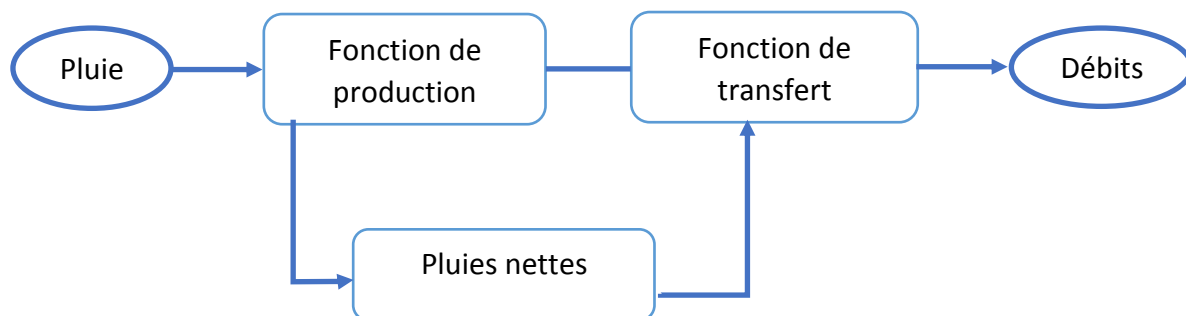 Pluie
Fonction de
production
Fonction de
transfert
Débits
Pluies nettes